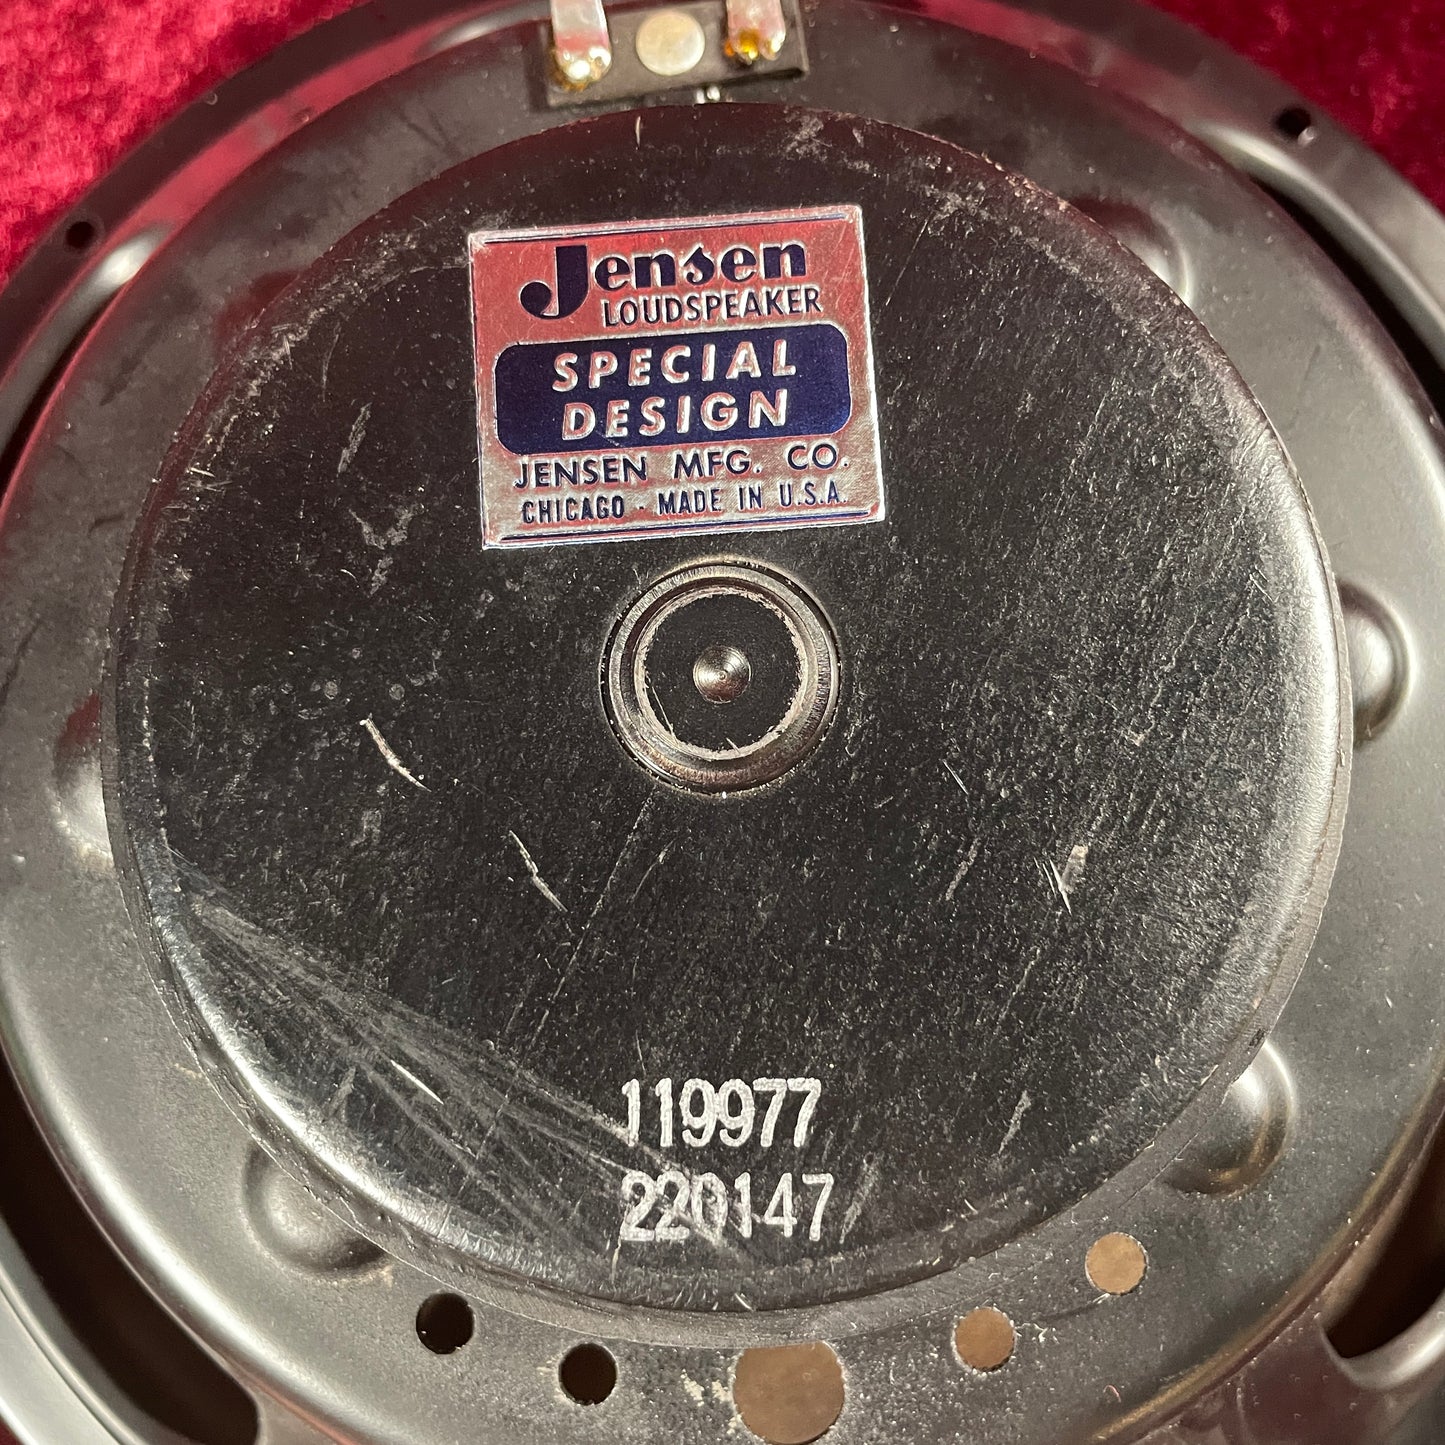 Jensen
LOUDSPEAKER
SPECIAL
DESIGN
JENSEN MFG. CO.
CHICAGO - MADE IN U.S.A.
119977
220147